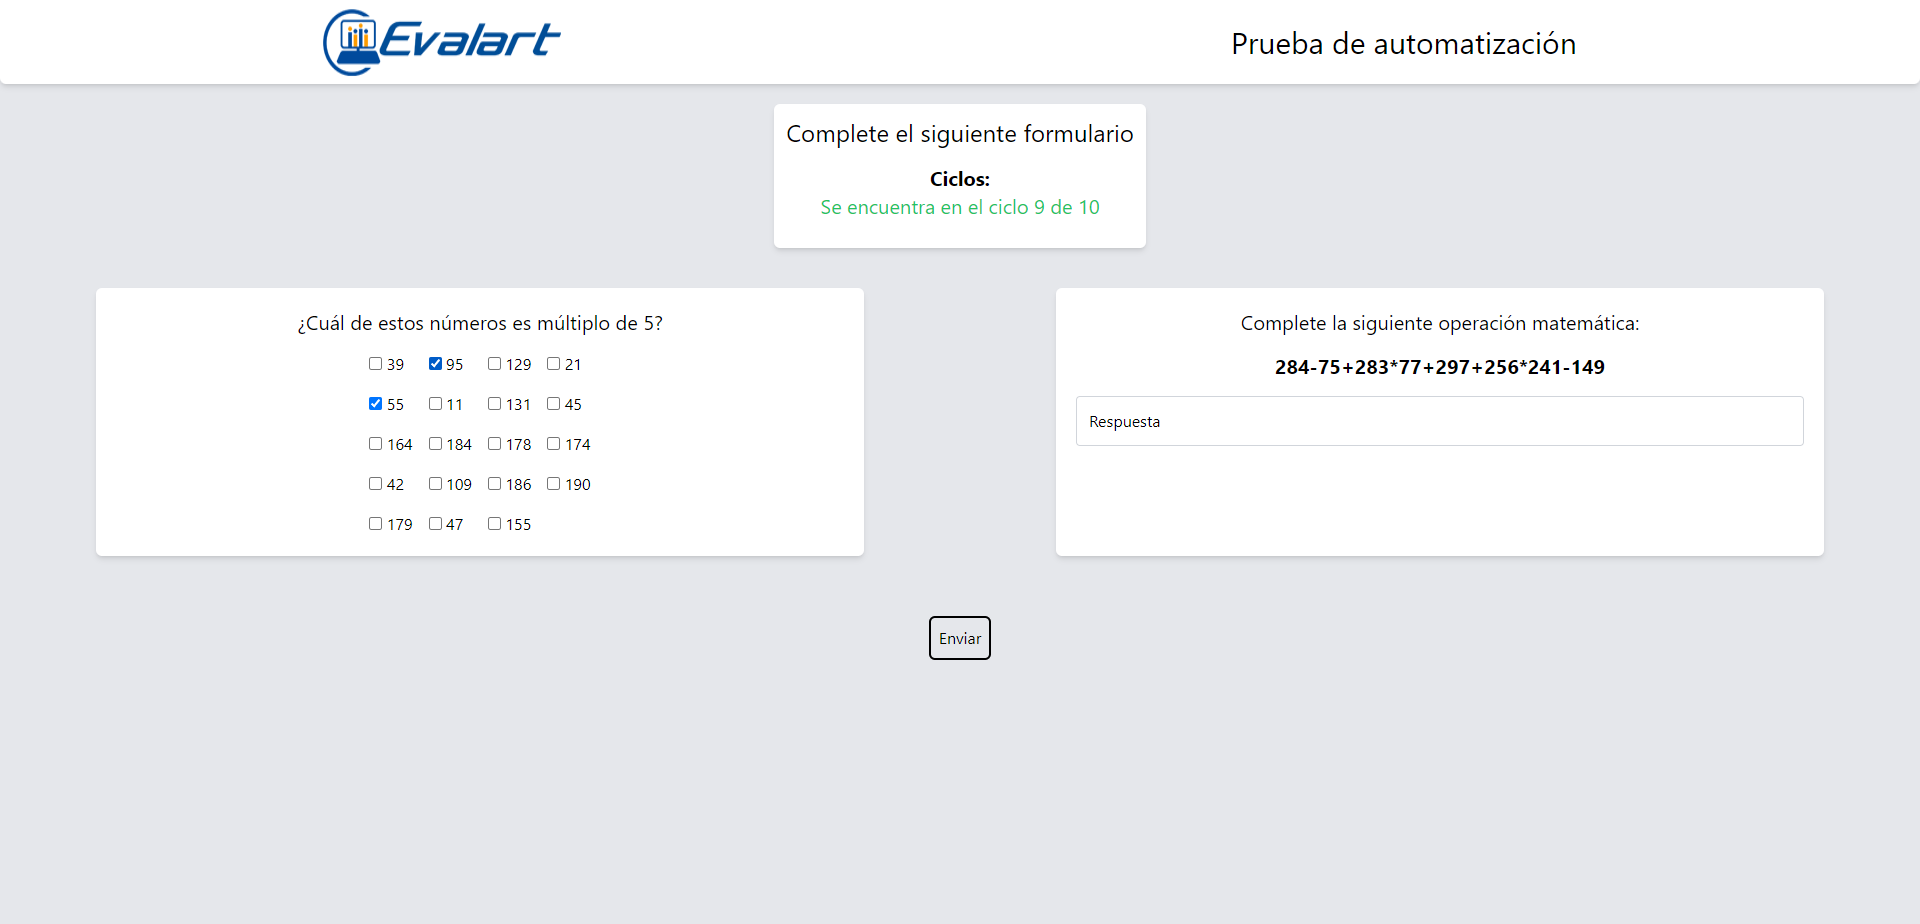 Evalart
Prueba de automatización
Complete el siguiente formulario
Ciclos:
Se encuentra en el ciclo 9 de 10
¿Cuál de estos números es múltiplo de 5?
39 95 129 21
55 11 131 45
164 184 178 174
42 109 186 190
179 47 155
Complete la siguiente operación matemática:
284-75+283*77+297+256*241-149
Respuesta
Enviar